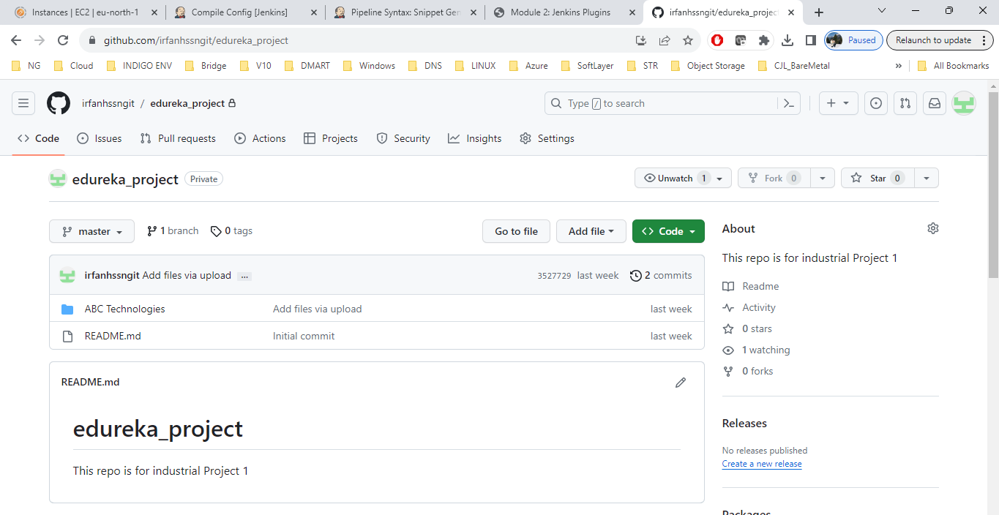 Instances | EC2 | eu-north-1
Compile Config [Jenkins]
Pipeline Syntax: Snippet Gen
Module 2: Jenkins Plugins
irfanhssngit/edureka_project
github.com/irfanhssngit/edureka_project
Paused
Relaunch to update
NG
Cloud
INDIGO ENV
Bridge
V10
DMART
Windows
DNS
LINUX
Azure
SoftLayer
STR
Object Storage
CJL_BareMetal
»
All Bookmarks
irfanhssngit / edureka_project
Type / to search
Code
Issues
Pull requests
Actions
Projects
Security
Insights
Settings
edureka_project Private
Unwatch 1
Fork 0
Star 0
master
1 branch
0 tags
Go to file
Add file
Code
About
This repo is for industrial Project 1
irfanhssngit Add files via upload ...
3527729 last week
2 commits
ABC Technologies Add files via upload last week
README.md Initial commit last week
Readme
Activity
0 stars
1 watching
0 forks
README.md
edureka_project
This repo is for industrial Project 1
Releases
No releases published
Create a new release
Packages